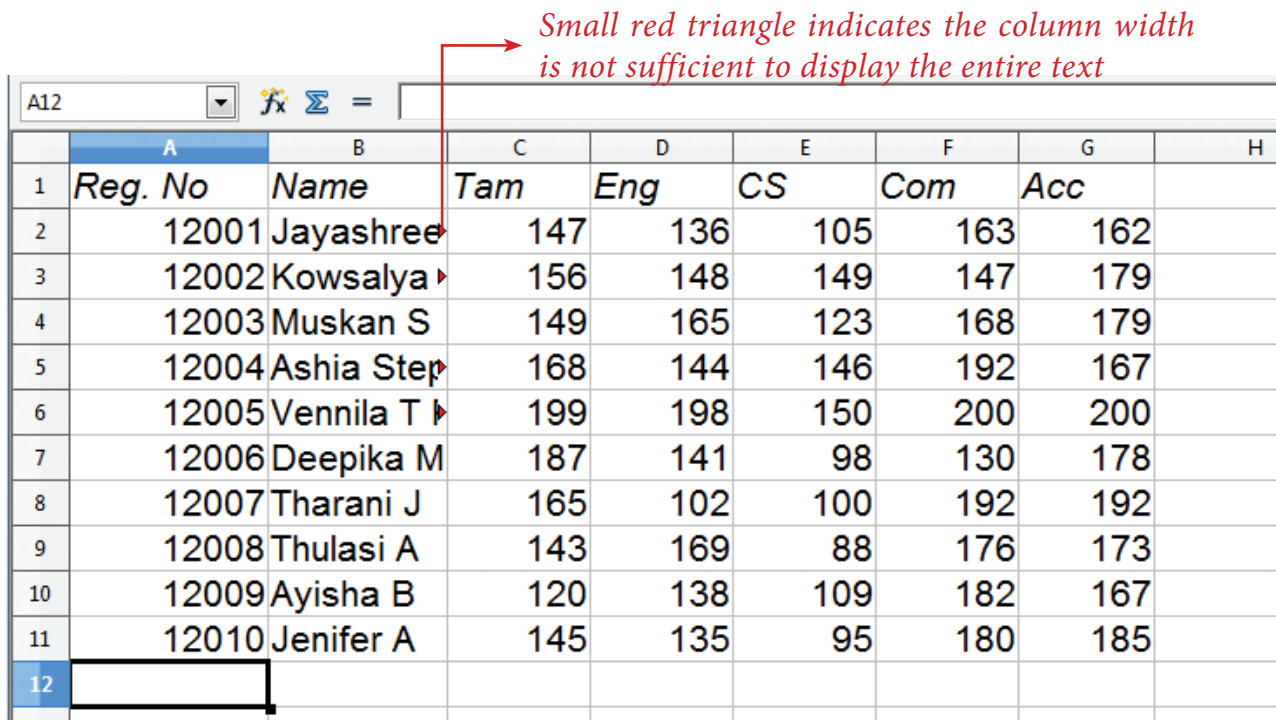 Small red triangle indicates the column width
is not sufficient to display the entire text
A12 fx Σ =
A B C D E F G H
1 Reg. No Name Tam Eng CS Com Acc
2 12001 Jayashree 147 136 105 163 162
3 12002 Kowsalya 156 148 149 147 179
4 12003 Muskan S 149 165 123 168 179
5 12004 Ashia Step 168 144 146 192 167
6 12005 Vennila T 199 198 150 200 200
7 12006 Deepika M 187 141 98 130 178
8 12007 Tharani J 165 102 100 192 192
9 12008 Thulasi A 143 169 88 176 173
10 12009 Ayisha B 120 138 109 182 167
11 12010 Jenifer A 145 135 95 180 185
12